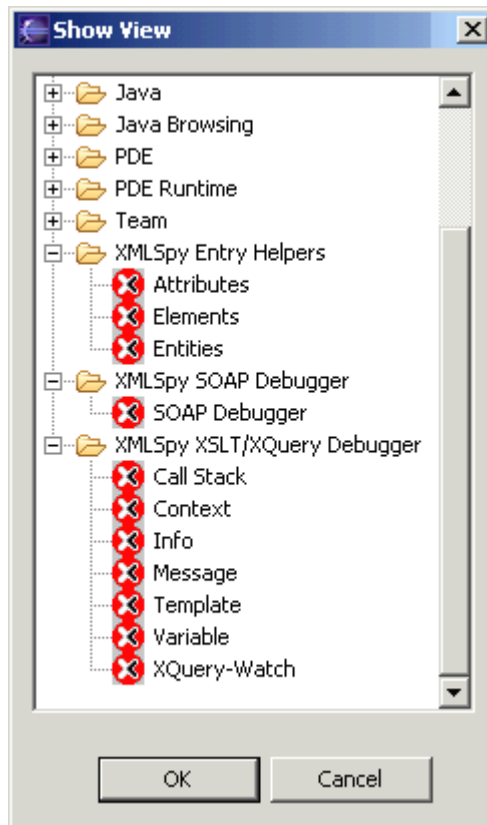 Show View
Java
Java Browsing
PDE
PDE Runtime
Team
XMLSpy Entry Helpers
Attributes
Elements
Entities
XMLSpy SOAP Debugger
SOAP Debugger
XMLSpy XSLT/XQuery Debugger
Call Stack
Context
Info
Message
Template
Variable
XQuery-Watch
OK Cancel